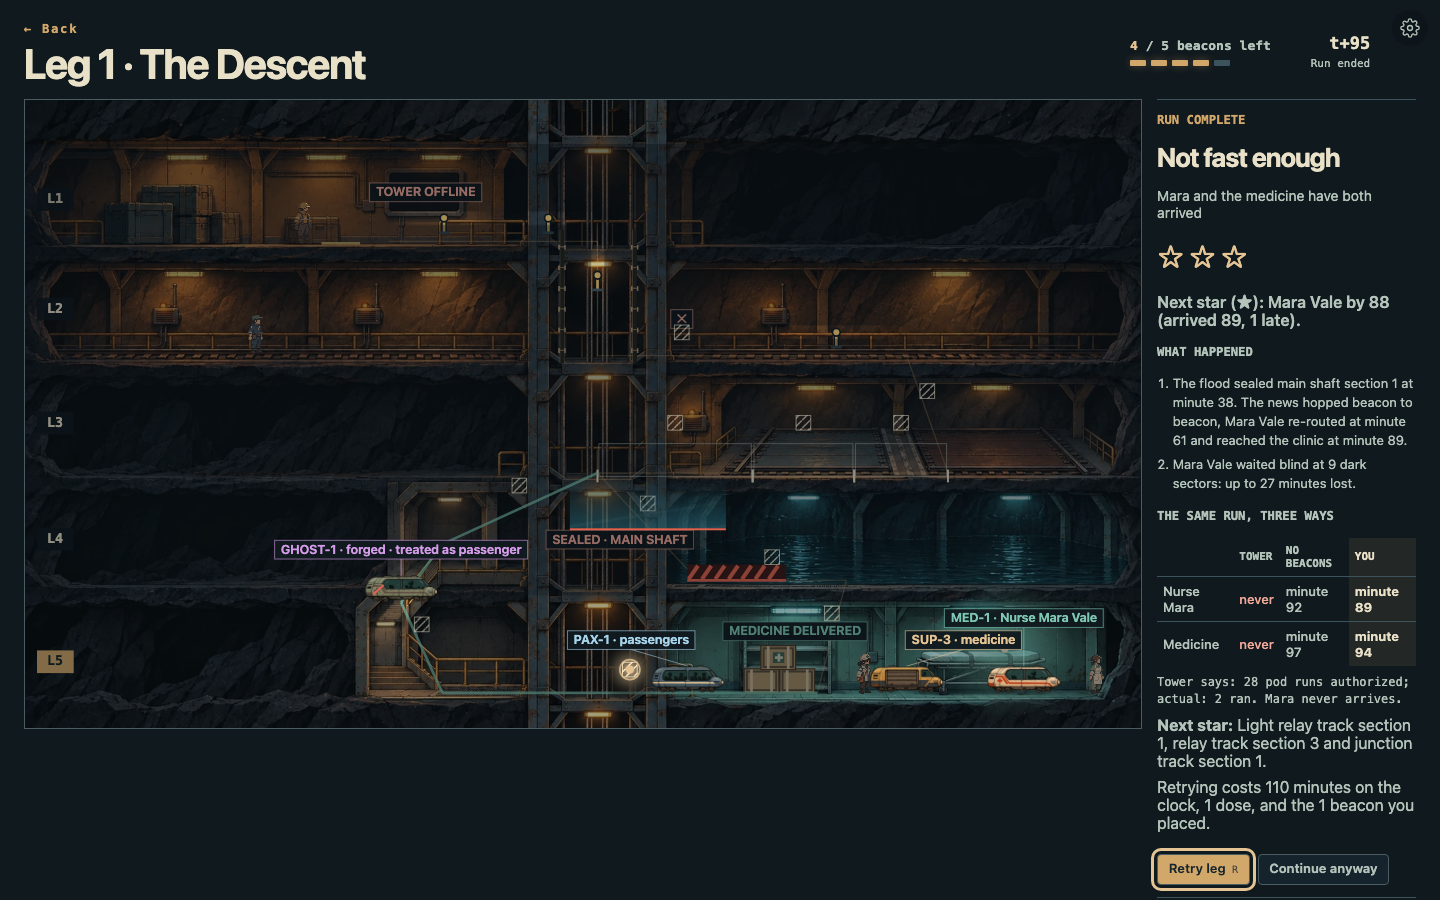 ← Back
Leg 1 · The Descent
4 / 5 beacons left
t+95
Run ended
L1
TOWER OFFLINE
L2
L3
L4
GHOST-1 · forged · treated as passenger
SEALED · MAIN SHAFT
L5
PAX-1 · passengers
MEDICINE DELIVERED
MED-1 · Nurse Mara Vale
SUP-3 · medicine
RUN COMPLETE
Not fast enough
Mara and the medicine have both
arrived
Next star (★): Mara Vale by 88
(arrived 89, 1 late).
WHAT HAPPENED
1. The flood sealed main shaft section 1 at
minute 38. The news hopped beacon to
beacon, Mara Vale re-routed at minute
61 and reached the clinic at minute 89.
2. Mara Vale waited blind at 9 dark
sectors: up to 27 minutes lost.
THE SAME RUN, THREE WAYS
TOWER NO BEACONS YOU
Nurse Mara never minute 92 minute 89
Medicine never minute 97 minute 94
Tower says: 28 pod runs authorized;
actual: 2 ran. Mara never arrives.
Next star: Light relay track section
1, relay track section 3 and junction
track section 1.
Retrying costs 110 minutes on the
clock, 1 dose, and the 1 beacon you
placed.
Retry leg R
Continue anyway